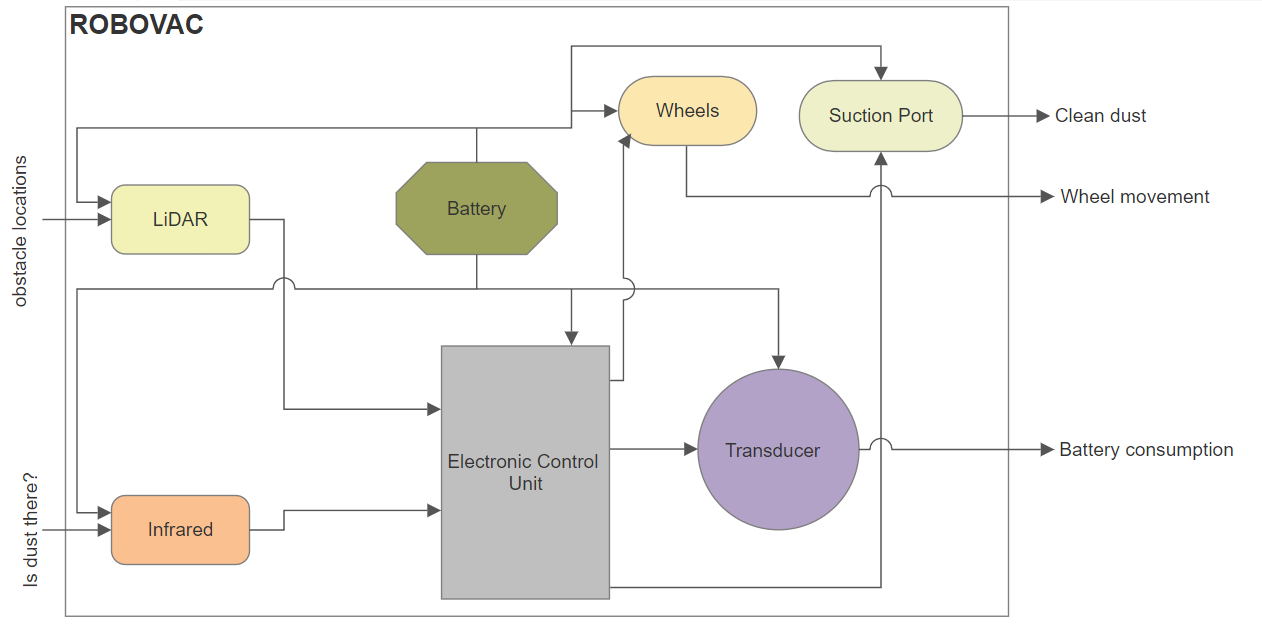 ROBOVAC
Wheels
Suction Port
Clean dust
obstacle locations
LiDAR
Battery
Wheel movement
Is dust there?
Infrared
Electronic Control
Unit
Transducer
Battery consumption